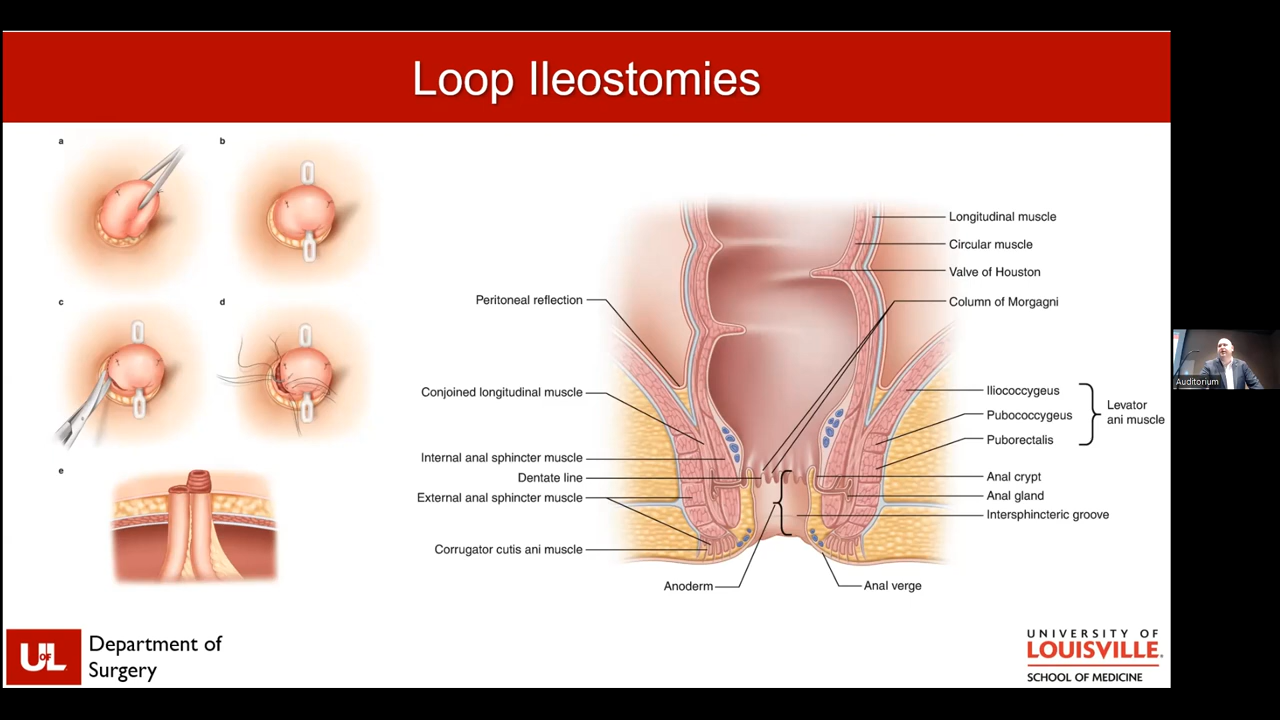 Loop Ileostomies
a
b
c
d
e
Peritoneal reflection
Conjoined longitudinal muscle
Internal anal sphincter muscle
Dentate line
External anal sphincter muscle
Corrugator cutis ani muscle
Anoderm
Longitudinal muscle
Circular muscle
Valve of Houston
Column of Morgagni
Iliococcygeus
Pubococcygeus
Puborectalis
Levator
ani muscle
Anal crypt
Anal gland
Intersphincteric groove
Anal verge
Auditorium
UofL
Department of
Surgery
UNIVERSITY OF
LOUISVILLE.
SCHOOL OF MEDICINE